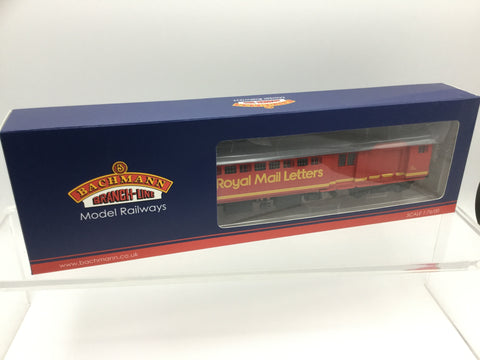 BACHMANN
BRANCH-LINE
Model Railways
www.bachmann.co.uk
Royal Mail Letters
SCALE 1:76/00